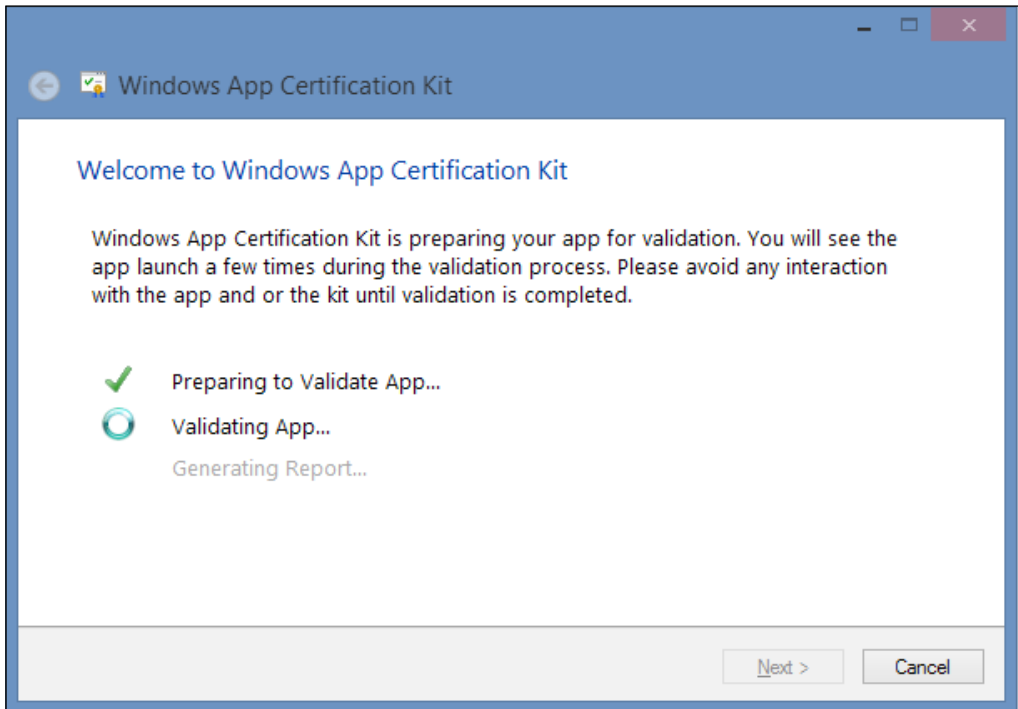 Windows App Certification Kit
Welcome to Windows App Certification Kit
Windows App Certification Kit is preparing your app for validation. You will see the
app launch a few times during the validation process. Please avoid any interaction
with the app and or the kit until validation is completed.
Preparing to Validate App...
Validating App...
Generating Report...
Next >
Cancel